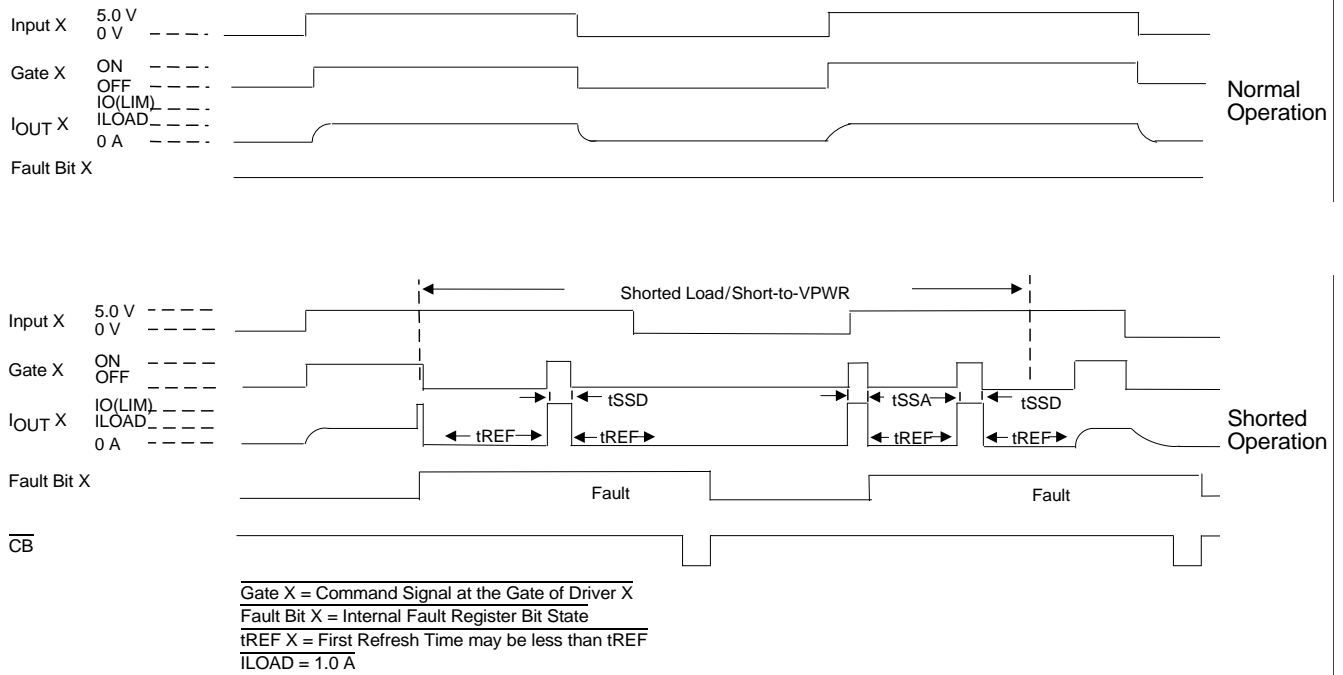 Input X 5.0 V
0 V
Gate X ON
OFF
IO(LIM)
IOUT X ILOAD
0 A
Fault Bit X
Normal
Operation
Shorted Load/Short-to-VPWR
Input X 5.0 V
0 V
Gate X ON
OFF
IO(LIM)
IOUT X ILOAD
0 A
tSSD tSSA tSSD
tREF tREF tREF tREF
Shorted
Operation
Fault Bit X Fault Fault
CB
Gate X = Command Signal at the Gate of Driver X
Fault Bit X = Internal Fault Register Bit State
tREF X = First Refresh Time may be less than tREF
ILOAD = 1.0 A